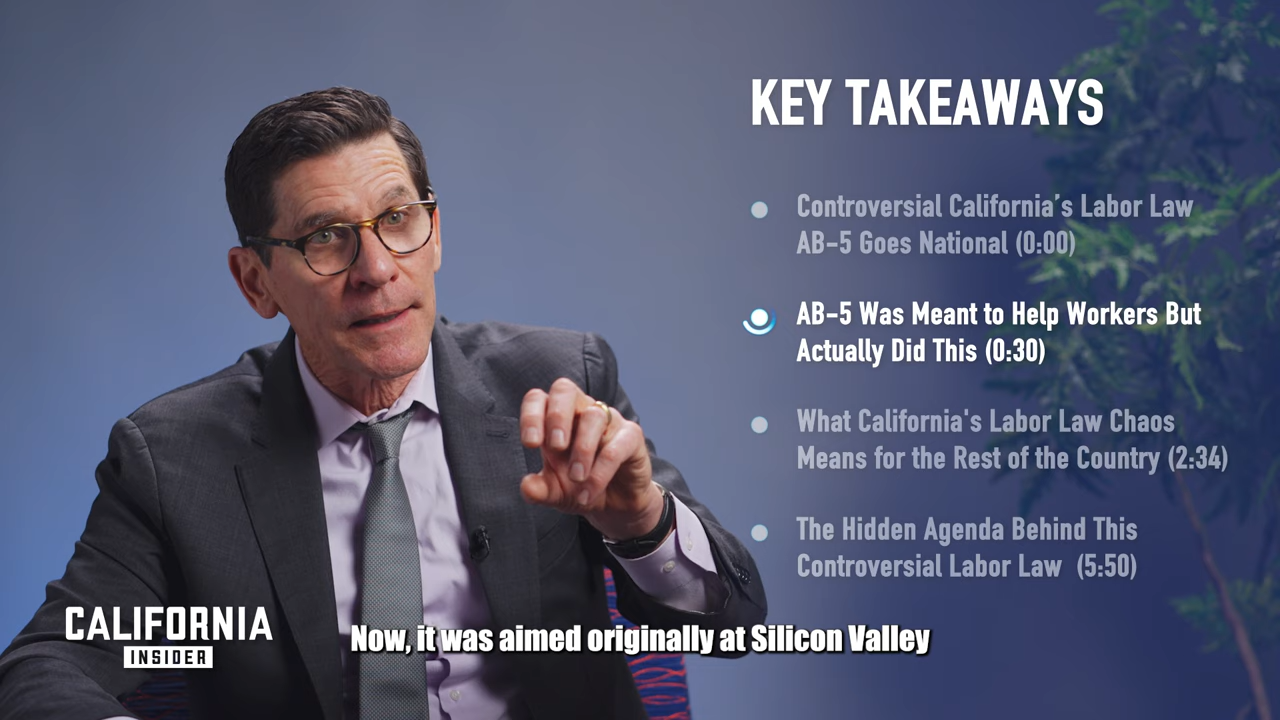 KEY TAKEAWAYS
Controversial California's Labor Law
AB-5 Goes National (0:00)
AB-5 Was Meant to Help Workers But
Actually Did This (0:30)
What California's Labor Law Chaos
Means for the Rest of the Country (2:34)
The Hidden Agenda Behind This
Controversial Labor Law (5:50)
CALIFORNIA
INSIDER
Now, it was aimed originally at Silicon Valley